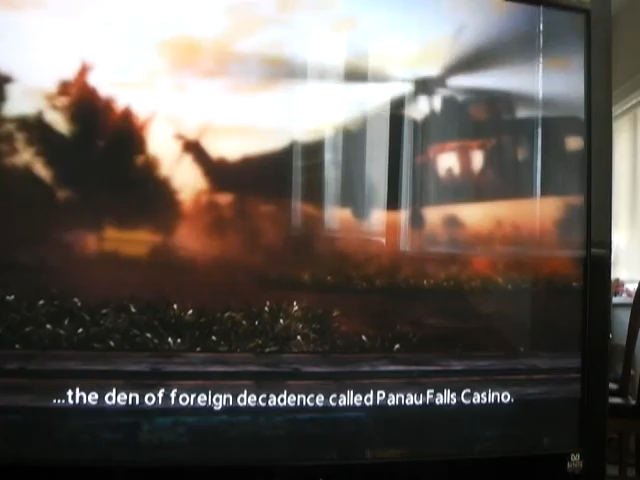 ...the den of foreign decadence called Panau Falls Casino.